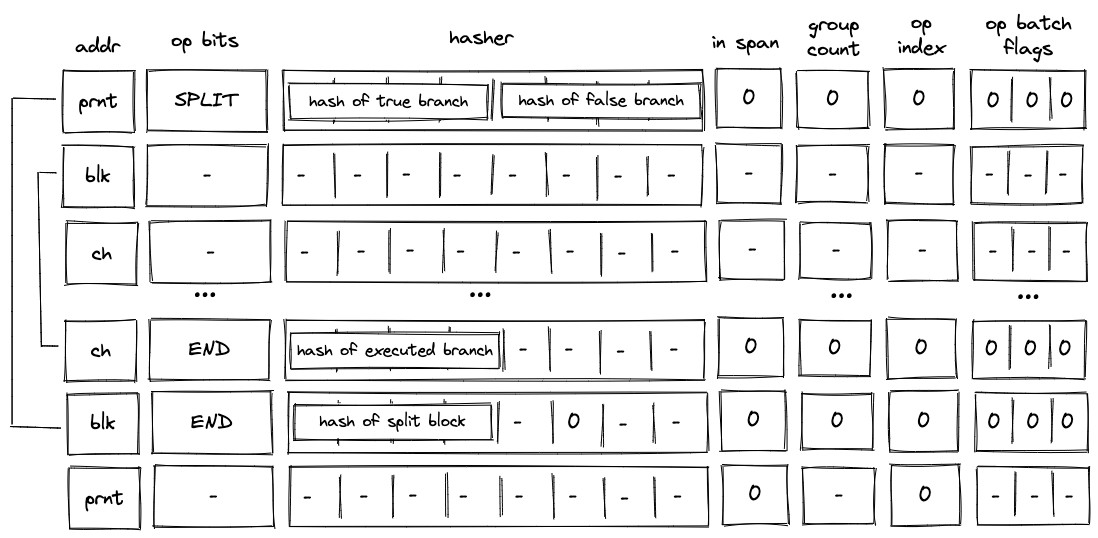 addr op bits hasher in span group count op index op batch flags
prnt SPLIT hash of true branch hash of false branch 0 0 0 0 0 0
blk - - - - - - - - - - - - - - -
ch - - - - - - - - - - - - - - -
... ... ... ...
ch END hash of executed branch - - - - 0 0 0 0 0 0
blk END hash of split block - 0 - - 0 0 0 0 0 0
prnt - - - - - - - - - 0 - 0 - - -